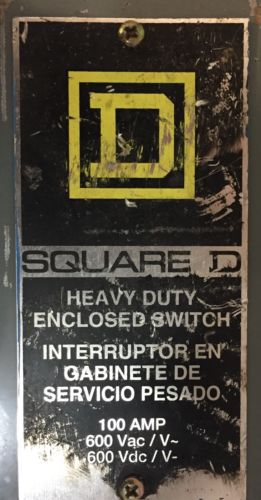 D
SQUARE D
HEAVY DUTY
ENCLOSED SWITCH
INTERRUPTOR EN
GABINETE DE
SERVICIO PESADO
100 AMP
600 Vac / V~
600 Vdc / V-